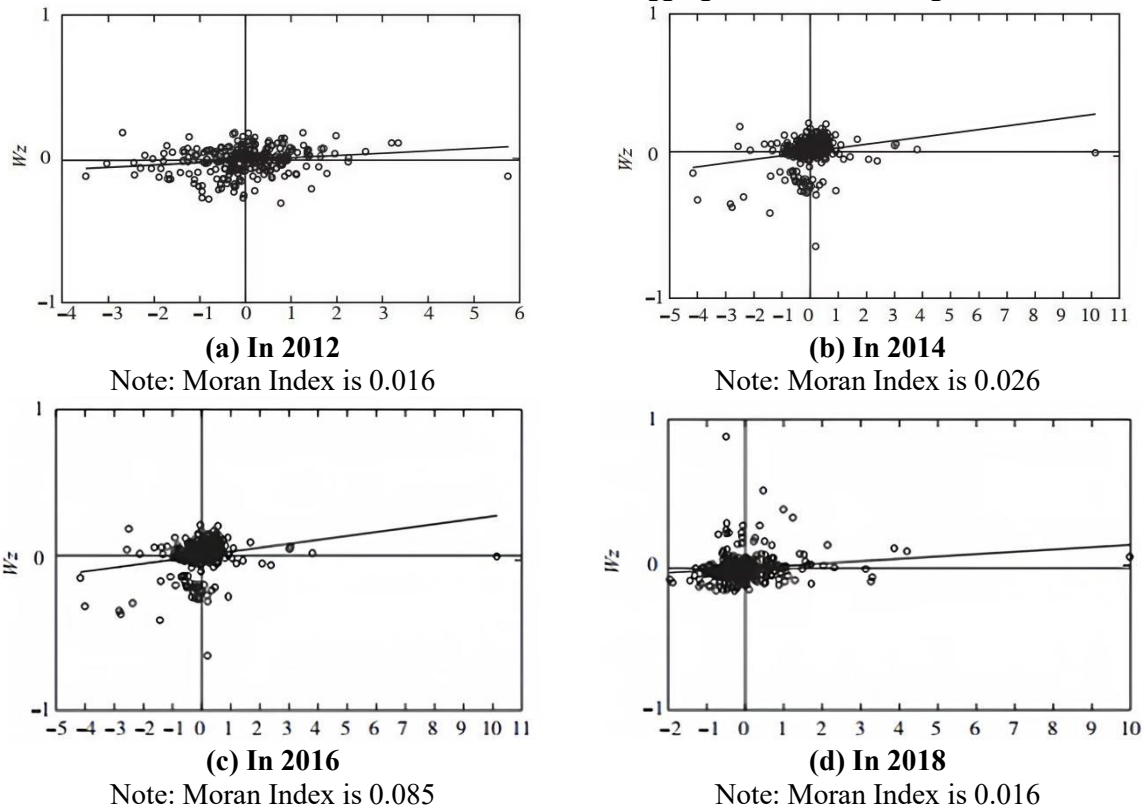 1
Wz
0
−1
−4 −3 −2 −1 0 1 2 3 4 5 6
(a) In 2012
Note: Moran Index is 0.016
1
Wz
0
−1
−5 −4 −3 −2 −1 0 1 2 3 4 5 6 7 8 9 10 11
(b) In 2014
Note: Moran Index is 0.026
1
Wz
0
−1
−5 −4 −3 −2 −1 0 1 2 3 4 5 6 7 8 9 10 11
(c) In 2016
Note: Moran Index is 0.085
1
Wz
0
−1
−2 −1 0 1 2 3 4 5 6 7 8 9 10
(d) In 2018
Note: Moran Index is 0.016